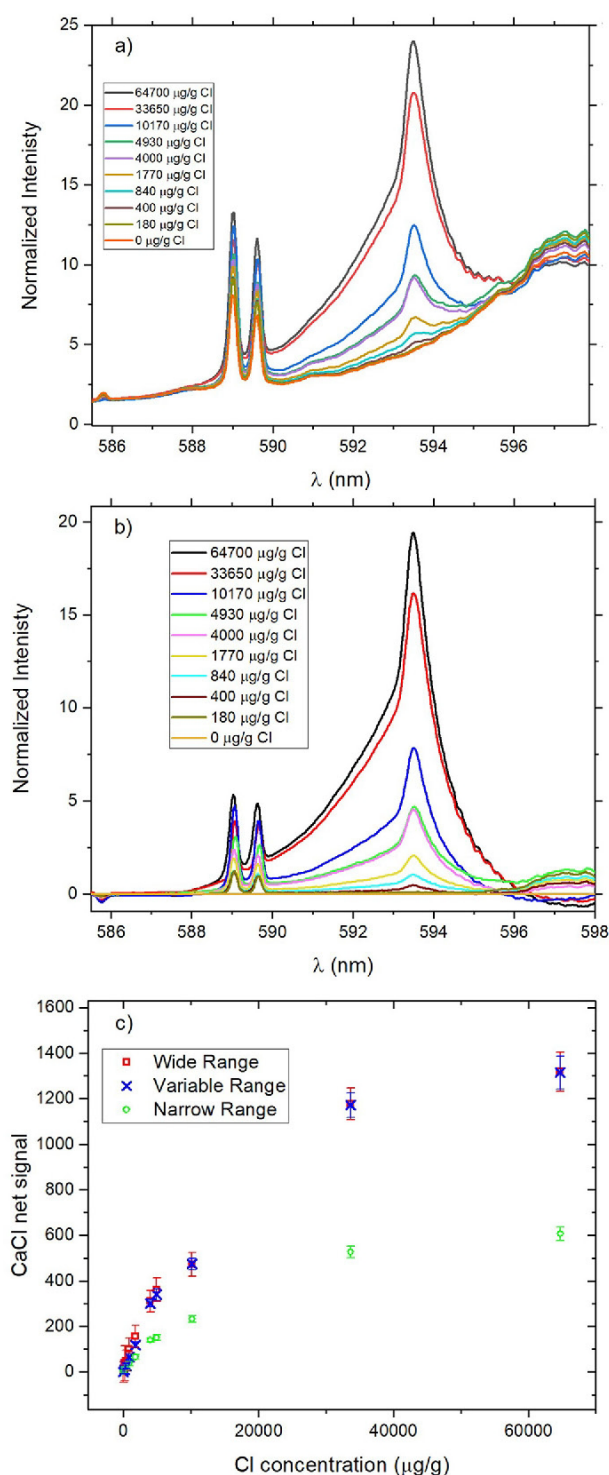 a)
25
20
15
10
5
0
Normalized Intenisty
64700 µg/g Cl
33650 µg/g Cl
10170 µg/g Cl
4930 µg/g Cl
4000 µg/g Cl
1770 µg/g Cl
840 µg/g Cl
400 µg/g Cl
180 µg/g Cl
0 µg/g Cl
586 588 590 592 594 596
λ (nm)
b)
20
15
10
5
0
Normalized Intenisty
64700 µg/g Cl
33650 µg/g Cl
10170 µg/g Cl
4930 µg/g Cl
4000 µg/g Cl
1770 µg/g Cl
840 µg/g Cl
400 µg/g Cl
180 µg/g Cl
0 µg/g Cl
586 588 590 592 594 596 598
λ (nm)
c)
1600
1400
1200
1000
800
600
400
200
0
CaCl net signal
Wide Range
Variable Range
Narrow Range
0 20000 40000 60000
Cl concentration (µg/g)